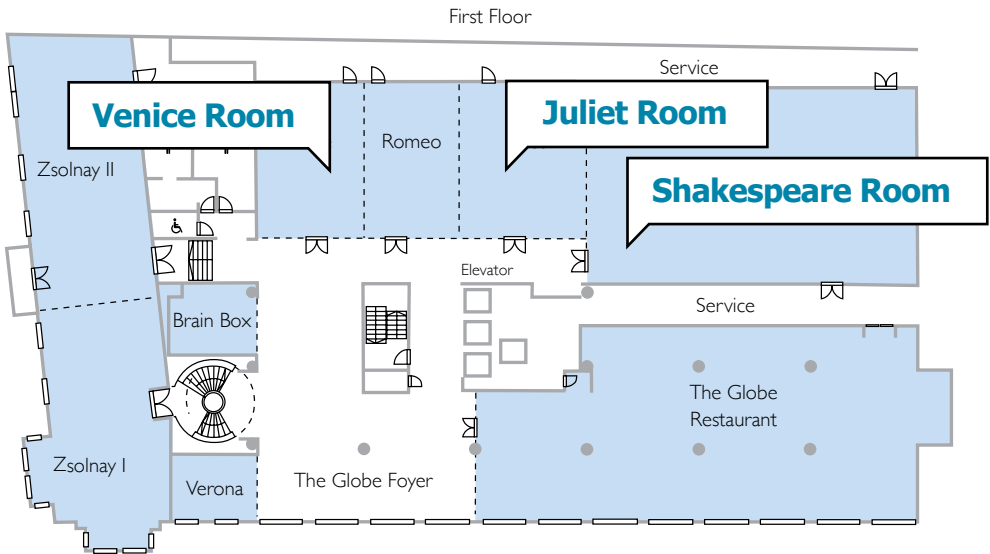 First Floor
Service
Venice Room
Juliet Room
Romeo
Zsolnay II
Shakespeare Room
Elevator
Service
Brain Box
The Globe
Restaurant
Zsolnay I
Verona
The Globe Foyer